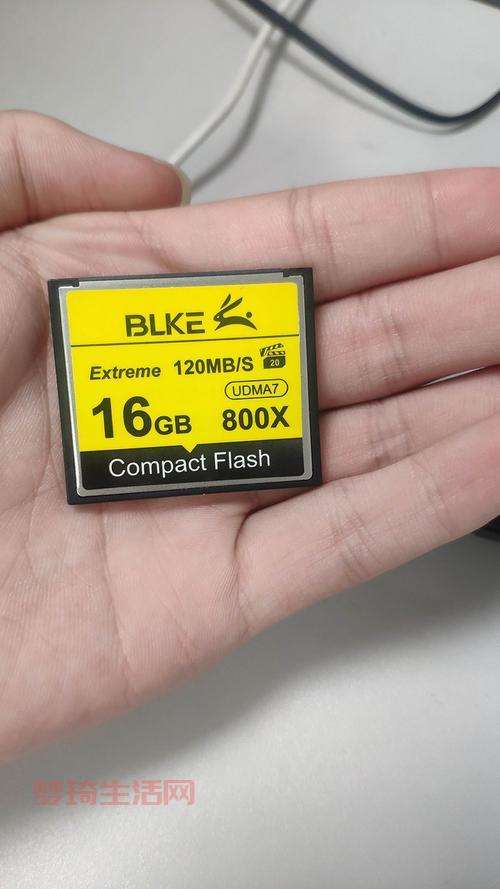 BLKE
Extreme 120MB/S 20
UDMA7
16GB 800X
Compact Flash
梦琦生活网